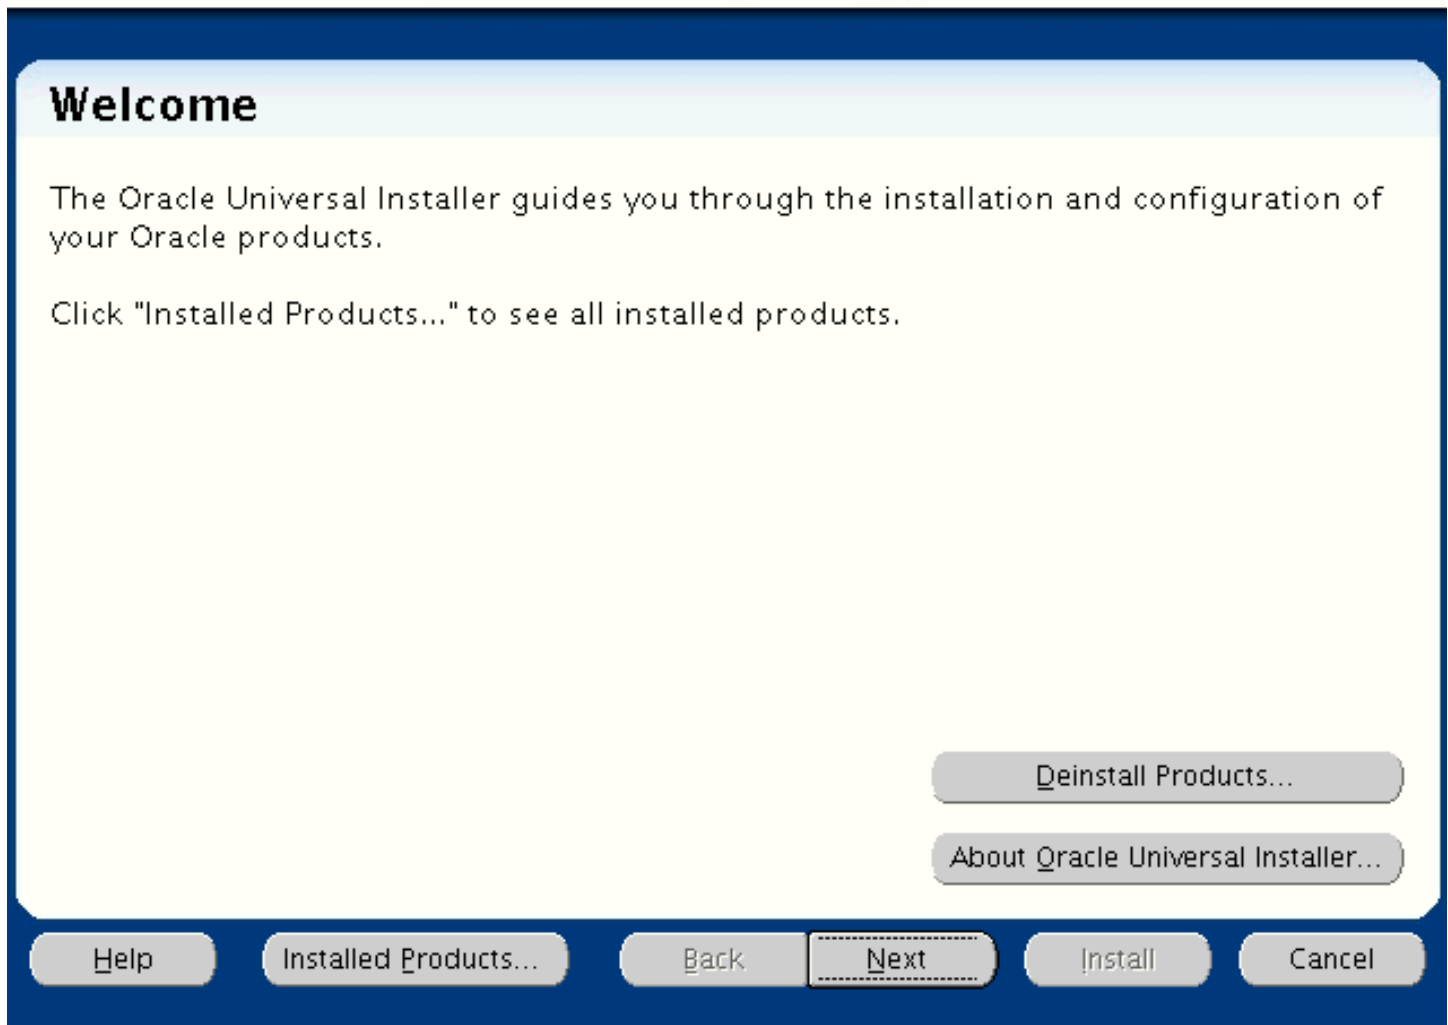 Welcome
The Oracle Universal Installer guides you through the installation and configuration of
your Oracle products.
Click "Installed Products..." to see all installed products.
Deinstall Products...
About Oracle Universal Installer...
Help
Installed Products...
Back
Next
Install
Cancel